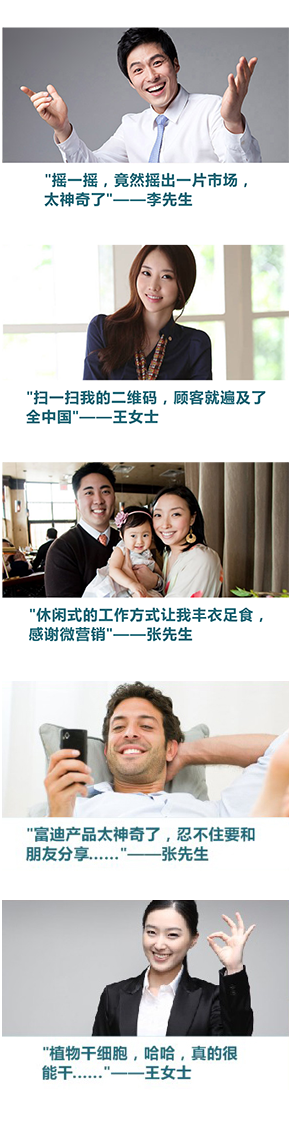 "摇一摇，竟然摇出一片市场，
太神奇了"——李先生
"扫一扫我的二维码，顾客就遍及了
全中国"——王女士
"休闲式的工作方式让我丰衣足食，
感谢微营销"——张先生
"富迪产品太神奇了，忍不住要和
朋友分享……"——张先生
"植物干细胞，哈哈，真的很
能干……"——王女士